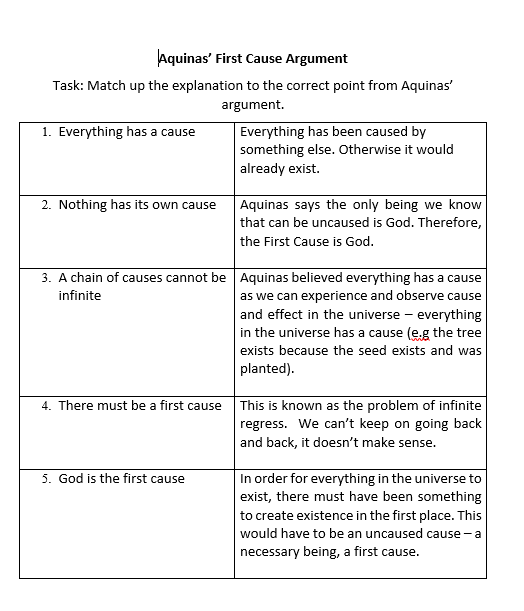 Aquinas’ First Cause Argument
Task: Match up the explanation to the correct point from Aquinas’
argument.
1. Everything has a cause
Everything has been caused by
something else. Otherwise it would
already exist.
2. Nothing has its own cause
Aquinas says the only being we know
that can be uncaused is God. Therefore,
the First Cause is God.
3. A chain of causes cannot be
infinite
Aquinas believed everything has a cause
as we can experience and observe cause
and effect in the universe – everything
in the universe has a cause (e.g the tree
exists because the seed exists and was
planted).
4. There must be a first cause
This is known as the problem of infinite
regress. We can’t keep on going back
and back, it doesn’t make sense.
5. God is the first cause
In order for everything in the universe to
exist, there must have been something
to create existence in the first place. This
would have to be an uncaused cause – a
necessary being, a first cause.